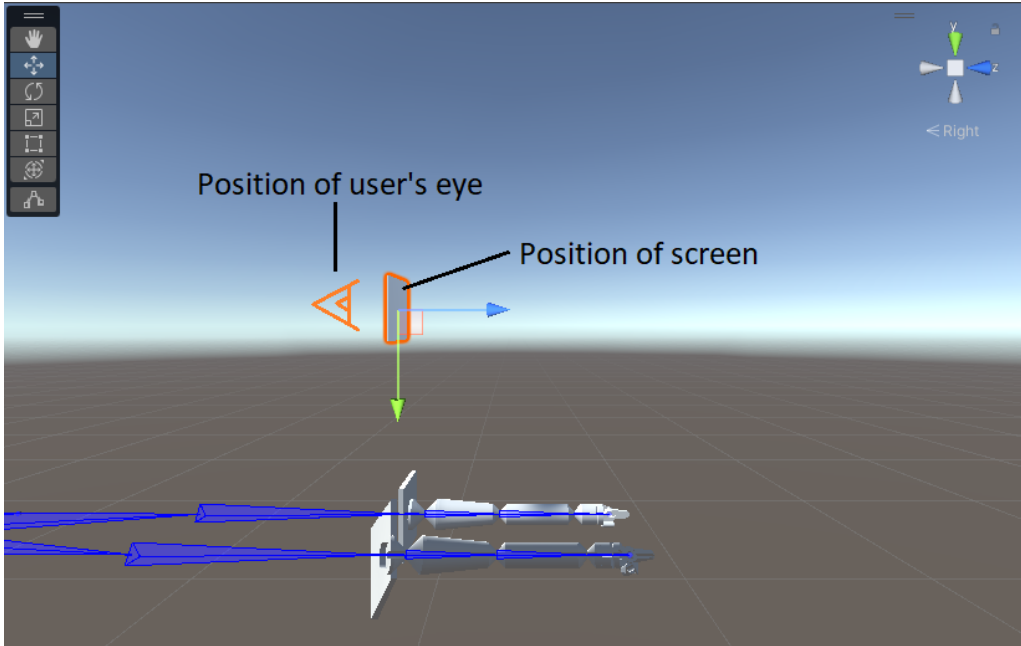 y
z
< Right
Position of user's eye
Position of screen